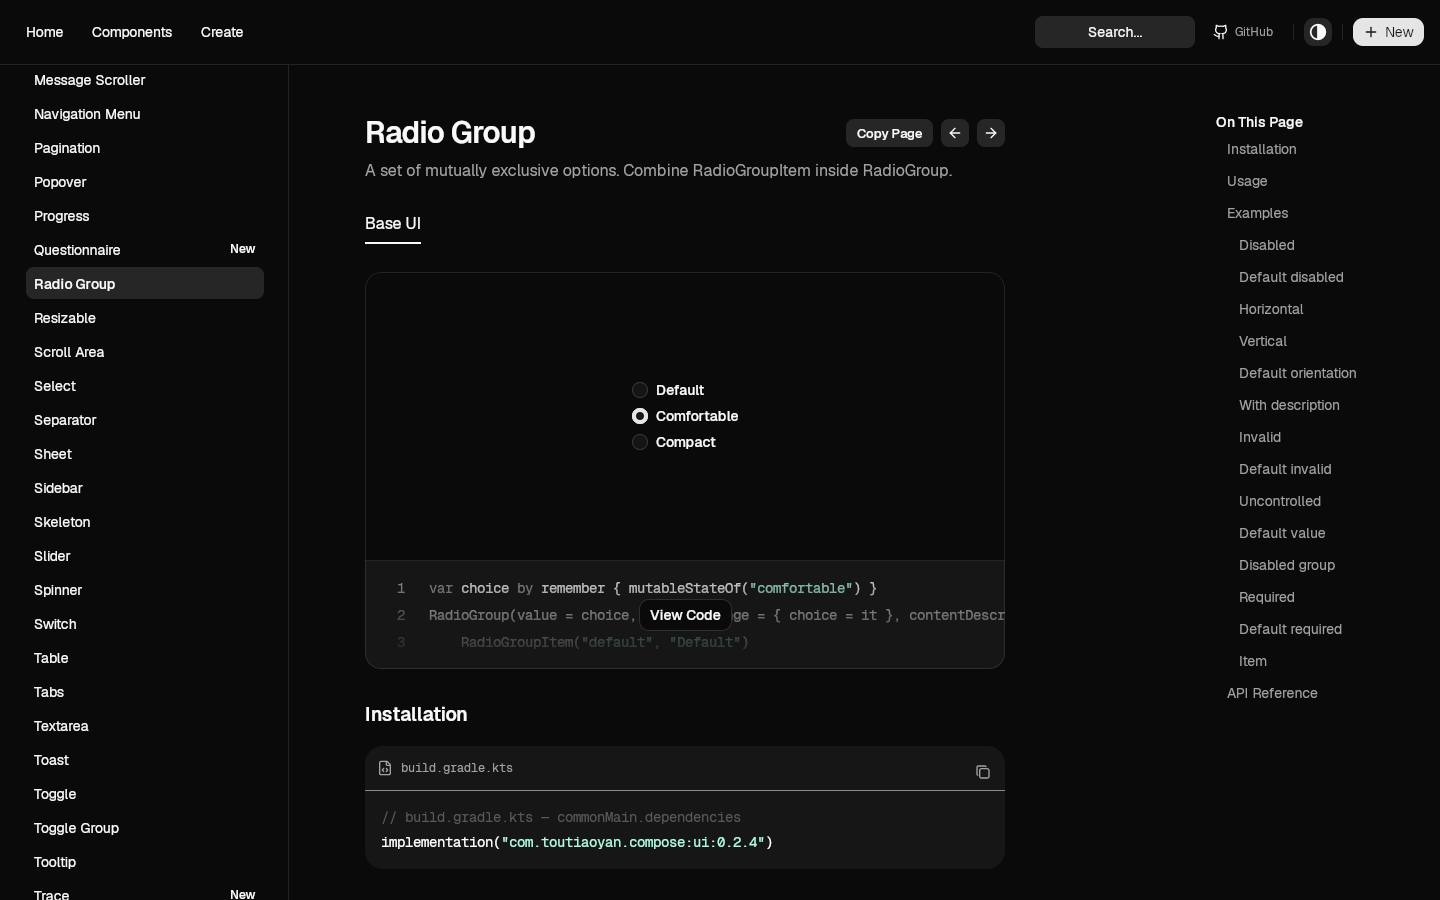 Home
Components
Create
Search...
GitHub
New
Message Scroller
Navigation Menu
Pagination
Popover
Progress
Questionnaire New
Radio Group
Resizable
Scroll Area
Select
Separator
Sheet
Sidebar
Skeleton
Slider
Spinner
Switch
Table
Tabs
Textarea
Toast
Toggle
Toggle Group
Tooltip
Trace New
Radio Group
Copy Page
A set of mutually exclusive options. Combine RadioGroupItem inside RadioGroup.
Base UI
Default
Comfortable
Compact
1 var choice by remember { mutableStateOf("comfortable") }
2 RadioGroup(value = choice, ge = { choice = it }, contentDescr
View Code
3 RadioGroupItem("default", "Default")
Installation
build.gradle.kts
// build.gradle.kts — commonMain.dependencies
implementation("com.toutiaoyan.compose:ui:0.2.4")
On This Page
Installation
Usage
Examples
Disabled
Default disabled
Horizontal
Vertical
Default orientation
With description
Invalid
Default invalid
Uncontrolled
Default value
Disabled group
Required
Default required
Item
API Reference